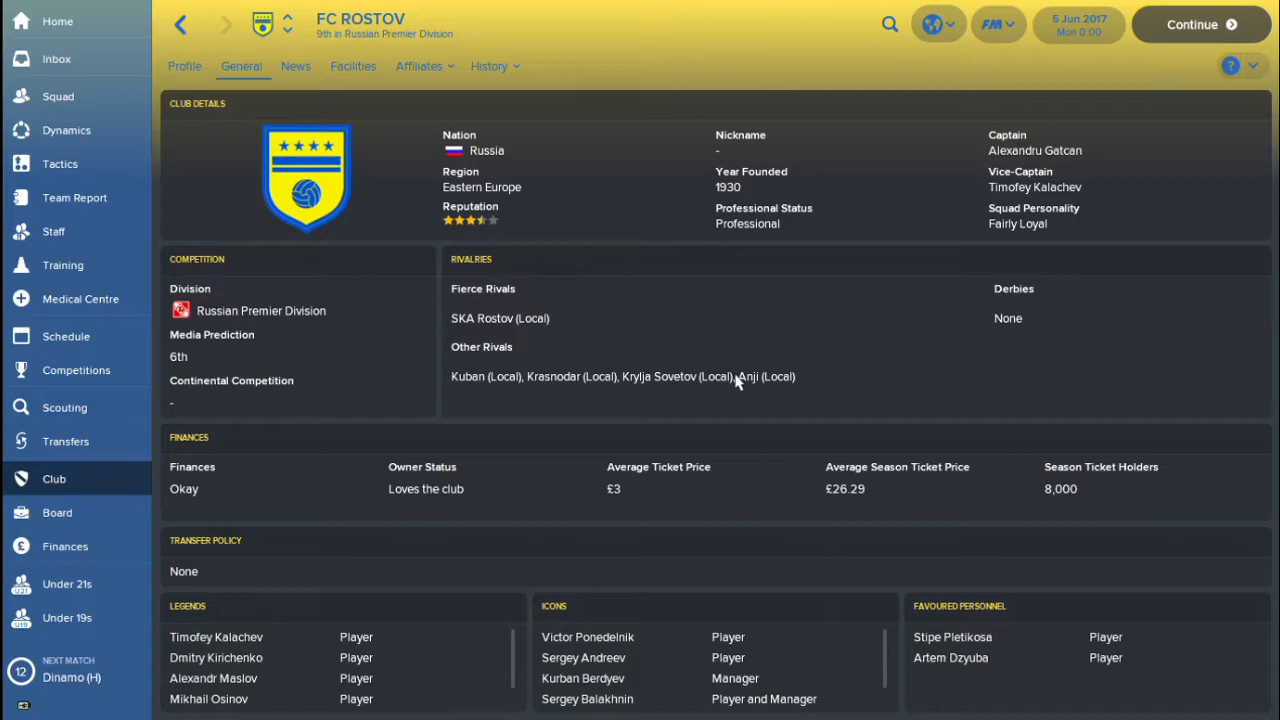 Home
Inbox
Squad
Dynamics
Tactics
Team Report
Staff
Training
Medical Centre
Schedule
Competitions
Scouting
Transfers
Club
Board
Finances
Under 21s
Under 19s
12
NEXT MATCH
Dinamo (H)
FC ROSTOV
9th in Russian Premier Division
FM
5 Jun 2017
Mon 0:00
Continue
Profile General News Facilities Affiliates History
?
CLUB DETAILS
Nation
Russia
Region
Eastern Europe
Reputation
Nickname
-
Year Founded
1930
Professional Status
Professional
Captain
Alexandru Gatcan
Vice-Captain
Timofey Kalachev
Squad Personality
Fairly Loyal
COMPETITION
Division
Russian Premier Division
Media Prediction
6th
Continental Competition
-
RIVALRIES
Fierce Rivals
SKA Rostov (Local)
Other Rivals
Kuban (Local), Krasnodar (Local), Krylja Sovetov (Local), Anji (Local)
Derbies
None
FINANCES
Finances Owner Status Average Ticket Price Average Season Ticket Price Season Ticket Holders
Okay Loves the club £3 £26.29 8,000
TRANSFER POLICY
None
LEGENDS
Timofey Kalachev Player
Dmitry Kirichenko Player
Alexandr Maslov Player
Mikhail Osinov Player
ICONS
Victor Ponedelnik Player
Sergey Andreev Player
Kurban Berdyev Manager
Sergey Balakhnin Player and Manager
FAVOURED PERSONNEL
Stipe Pletikosa Player
Artem Dzyuba Player